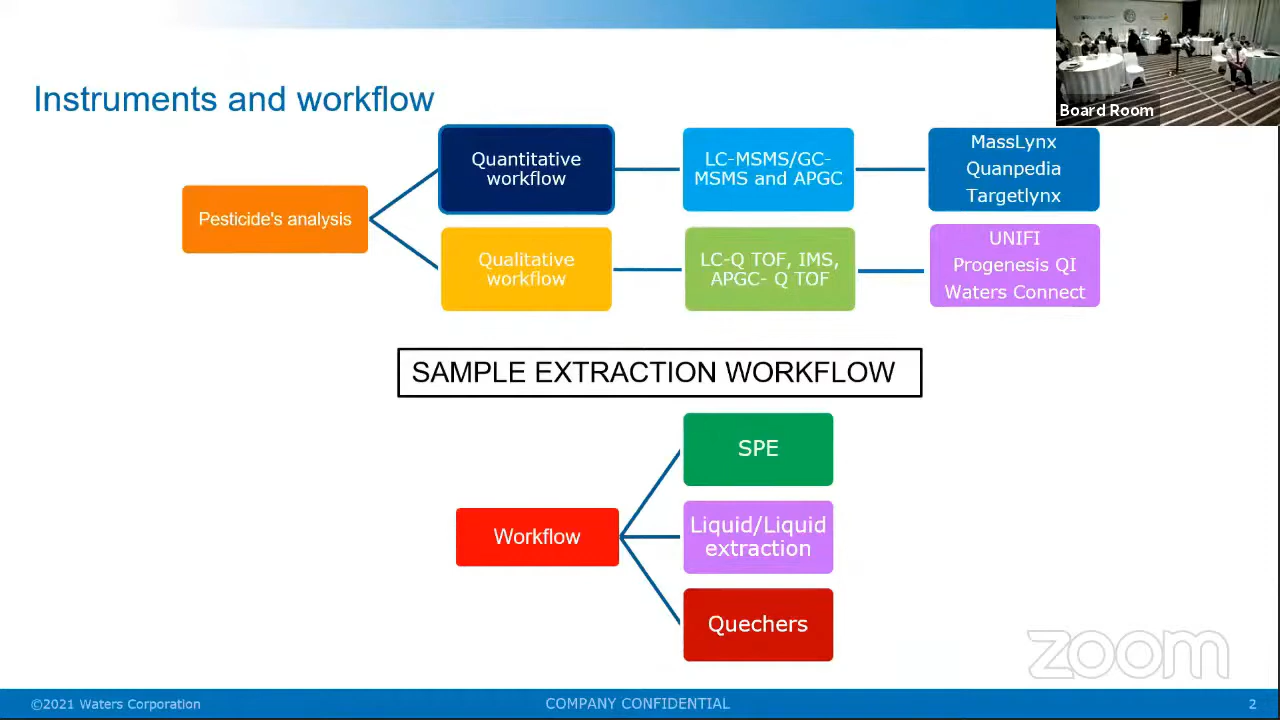 Board Room
Instruments and workflow
Pesticide's analysis
Quantitative
workflow
LC-MSMS/GC-
MSMS and APGC
MassLynx
Quanpedia
Targetlynx
Qualitative
workflow
LC-Q TOF, IMS,
APGC- Q TOF
UNIFI
Progenesis QI
Waters Connect
SAMPLE EXTRACTION WORKFLOW
Workflow
SPE
Liquid/Liquid
extraction
Quechers
zoom
©2021 Waters Corporation
COMPANY CONFIDENTIAL
2